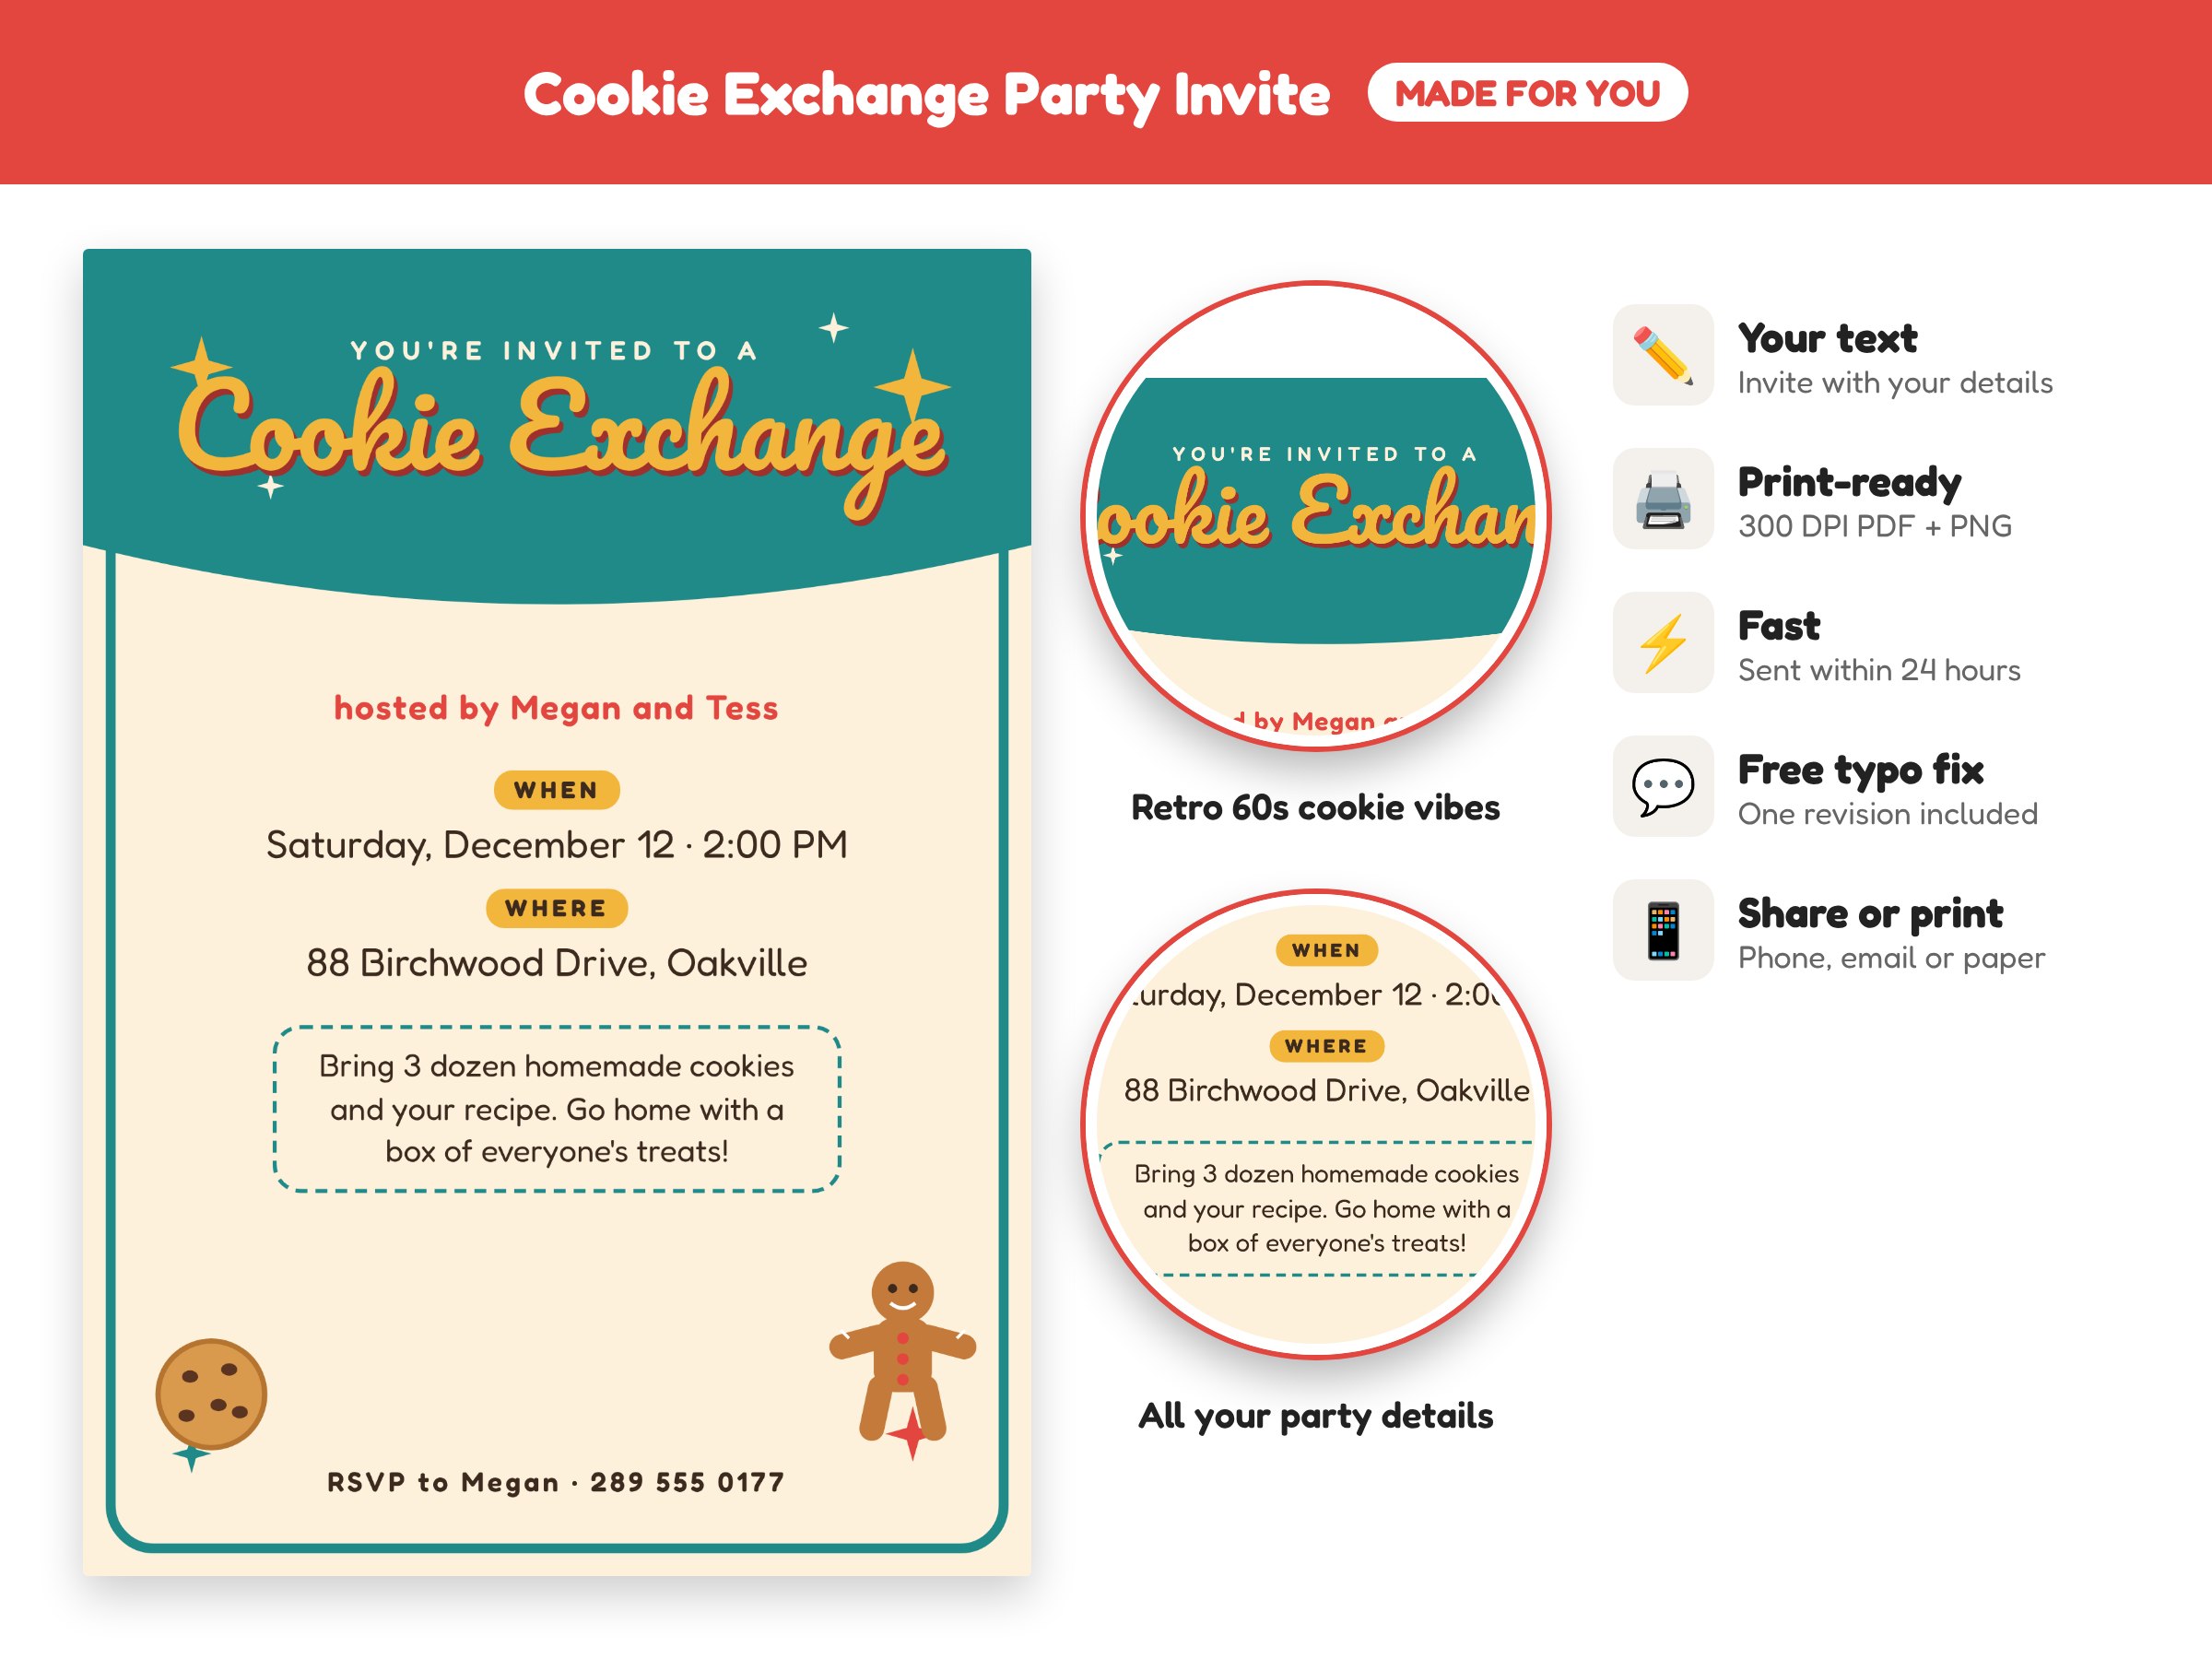 Cookie Exchange Party Invite
MADE FOR YOU
YOU'RE INVITED TO A
Cookie Exchange
hosted by Megan and Tess
WHEN
Saturday, December 12 · 2:00 PM
WHERE
88 Birchwood Drive, Oakville
Bring 3 dozen homemade cookies
and your recipe. Go home with a
box of everyone's treats!
RSVP to Megan · 289 555 0177
YOU'RE INVITED TO A
ookie Exchan
d by Megan a
Retro 60s cookie vibes
WHEN
turday, December 12 · 2:00
WHERE
88 Birchwood Drive, Oakville
Bring 3 dozen homemade cookies
and your recipe. Go home with a
box of everyone's treats!
All your party details
Your text
Invite with your details
Print-ready
300 DPI PDF + PNG
Fast
Sent within 24 hours
Free typo fix
One revision included
Share or print
Phone, email or paper